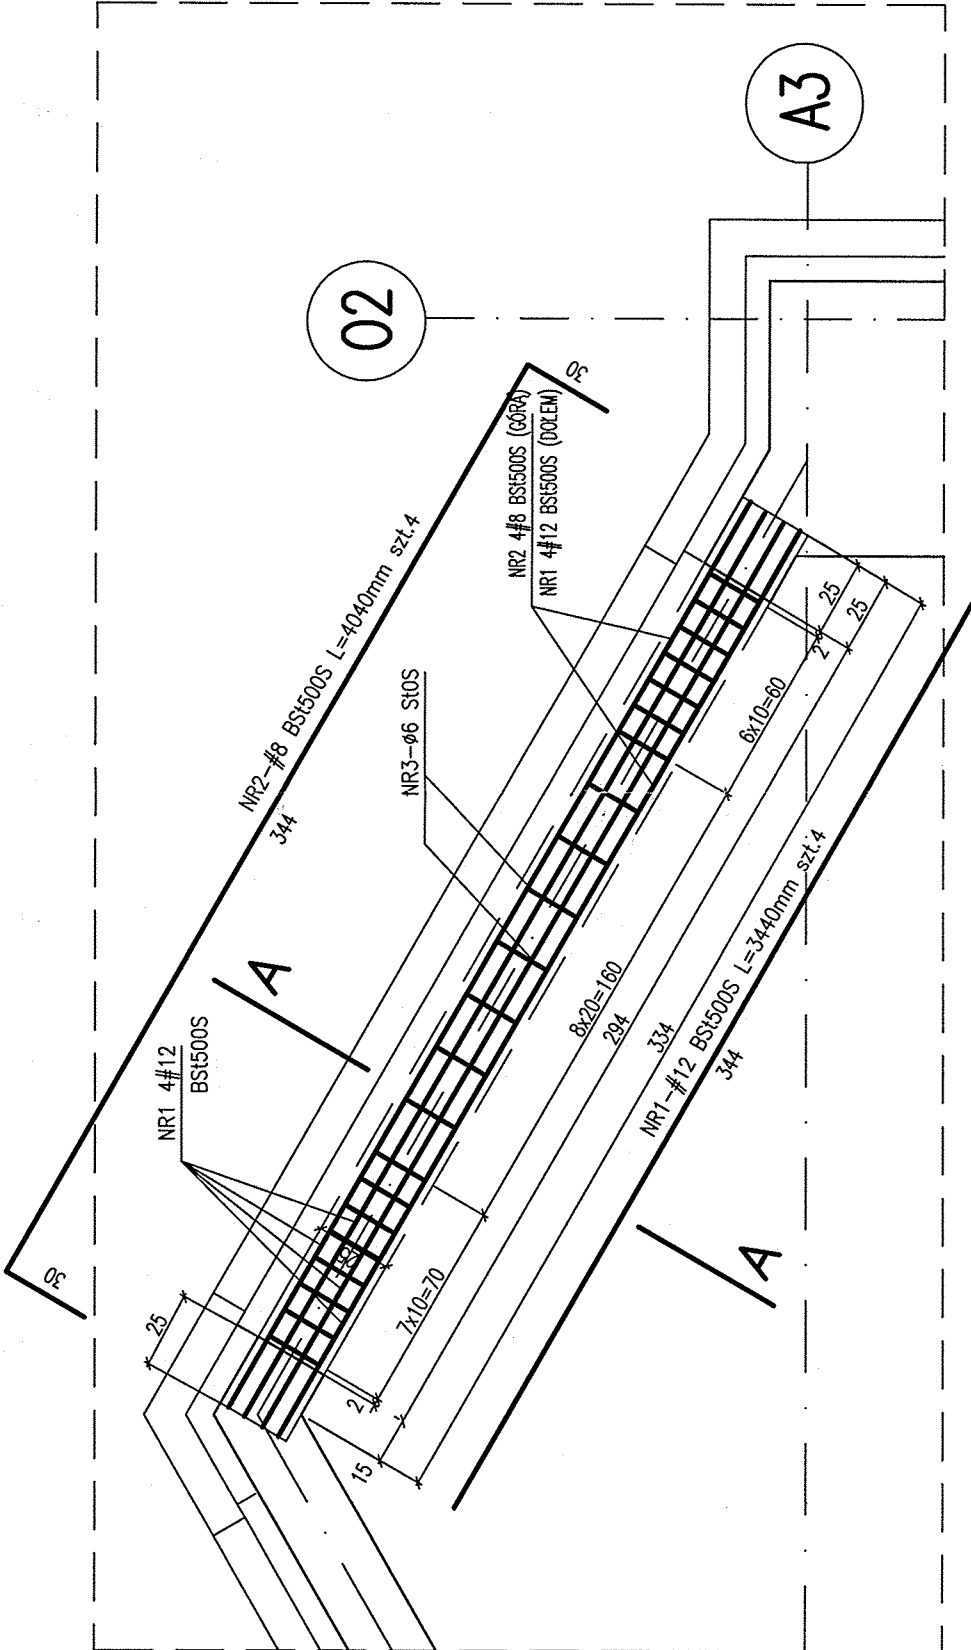 A3
02
30
NR2 4#8 BSt500S (GÓRĄ)
NR1 4#12 BSt500S (DOŁEM)
NR2-#8 BSt500S L=4040mm szt.4
344
NR3-ø6 St0S
A
NR1 4#12
BSt500S
30
25
25
25
2
6x10=60
8x20=160
294
334
NR1-#12 BSt500S L=3440mm szt.4
344
7x10=70
2
15
A